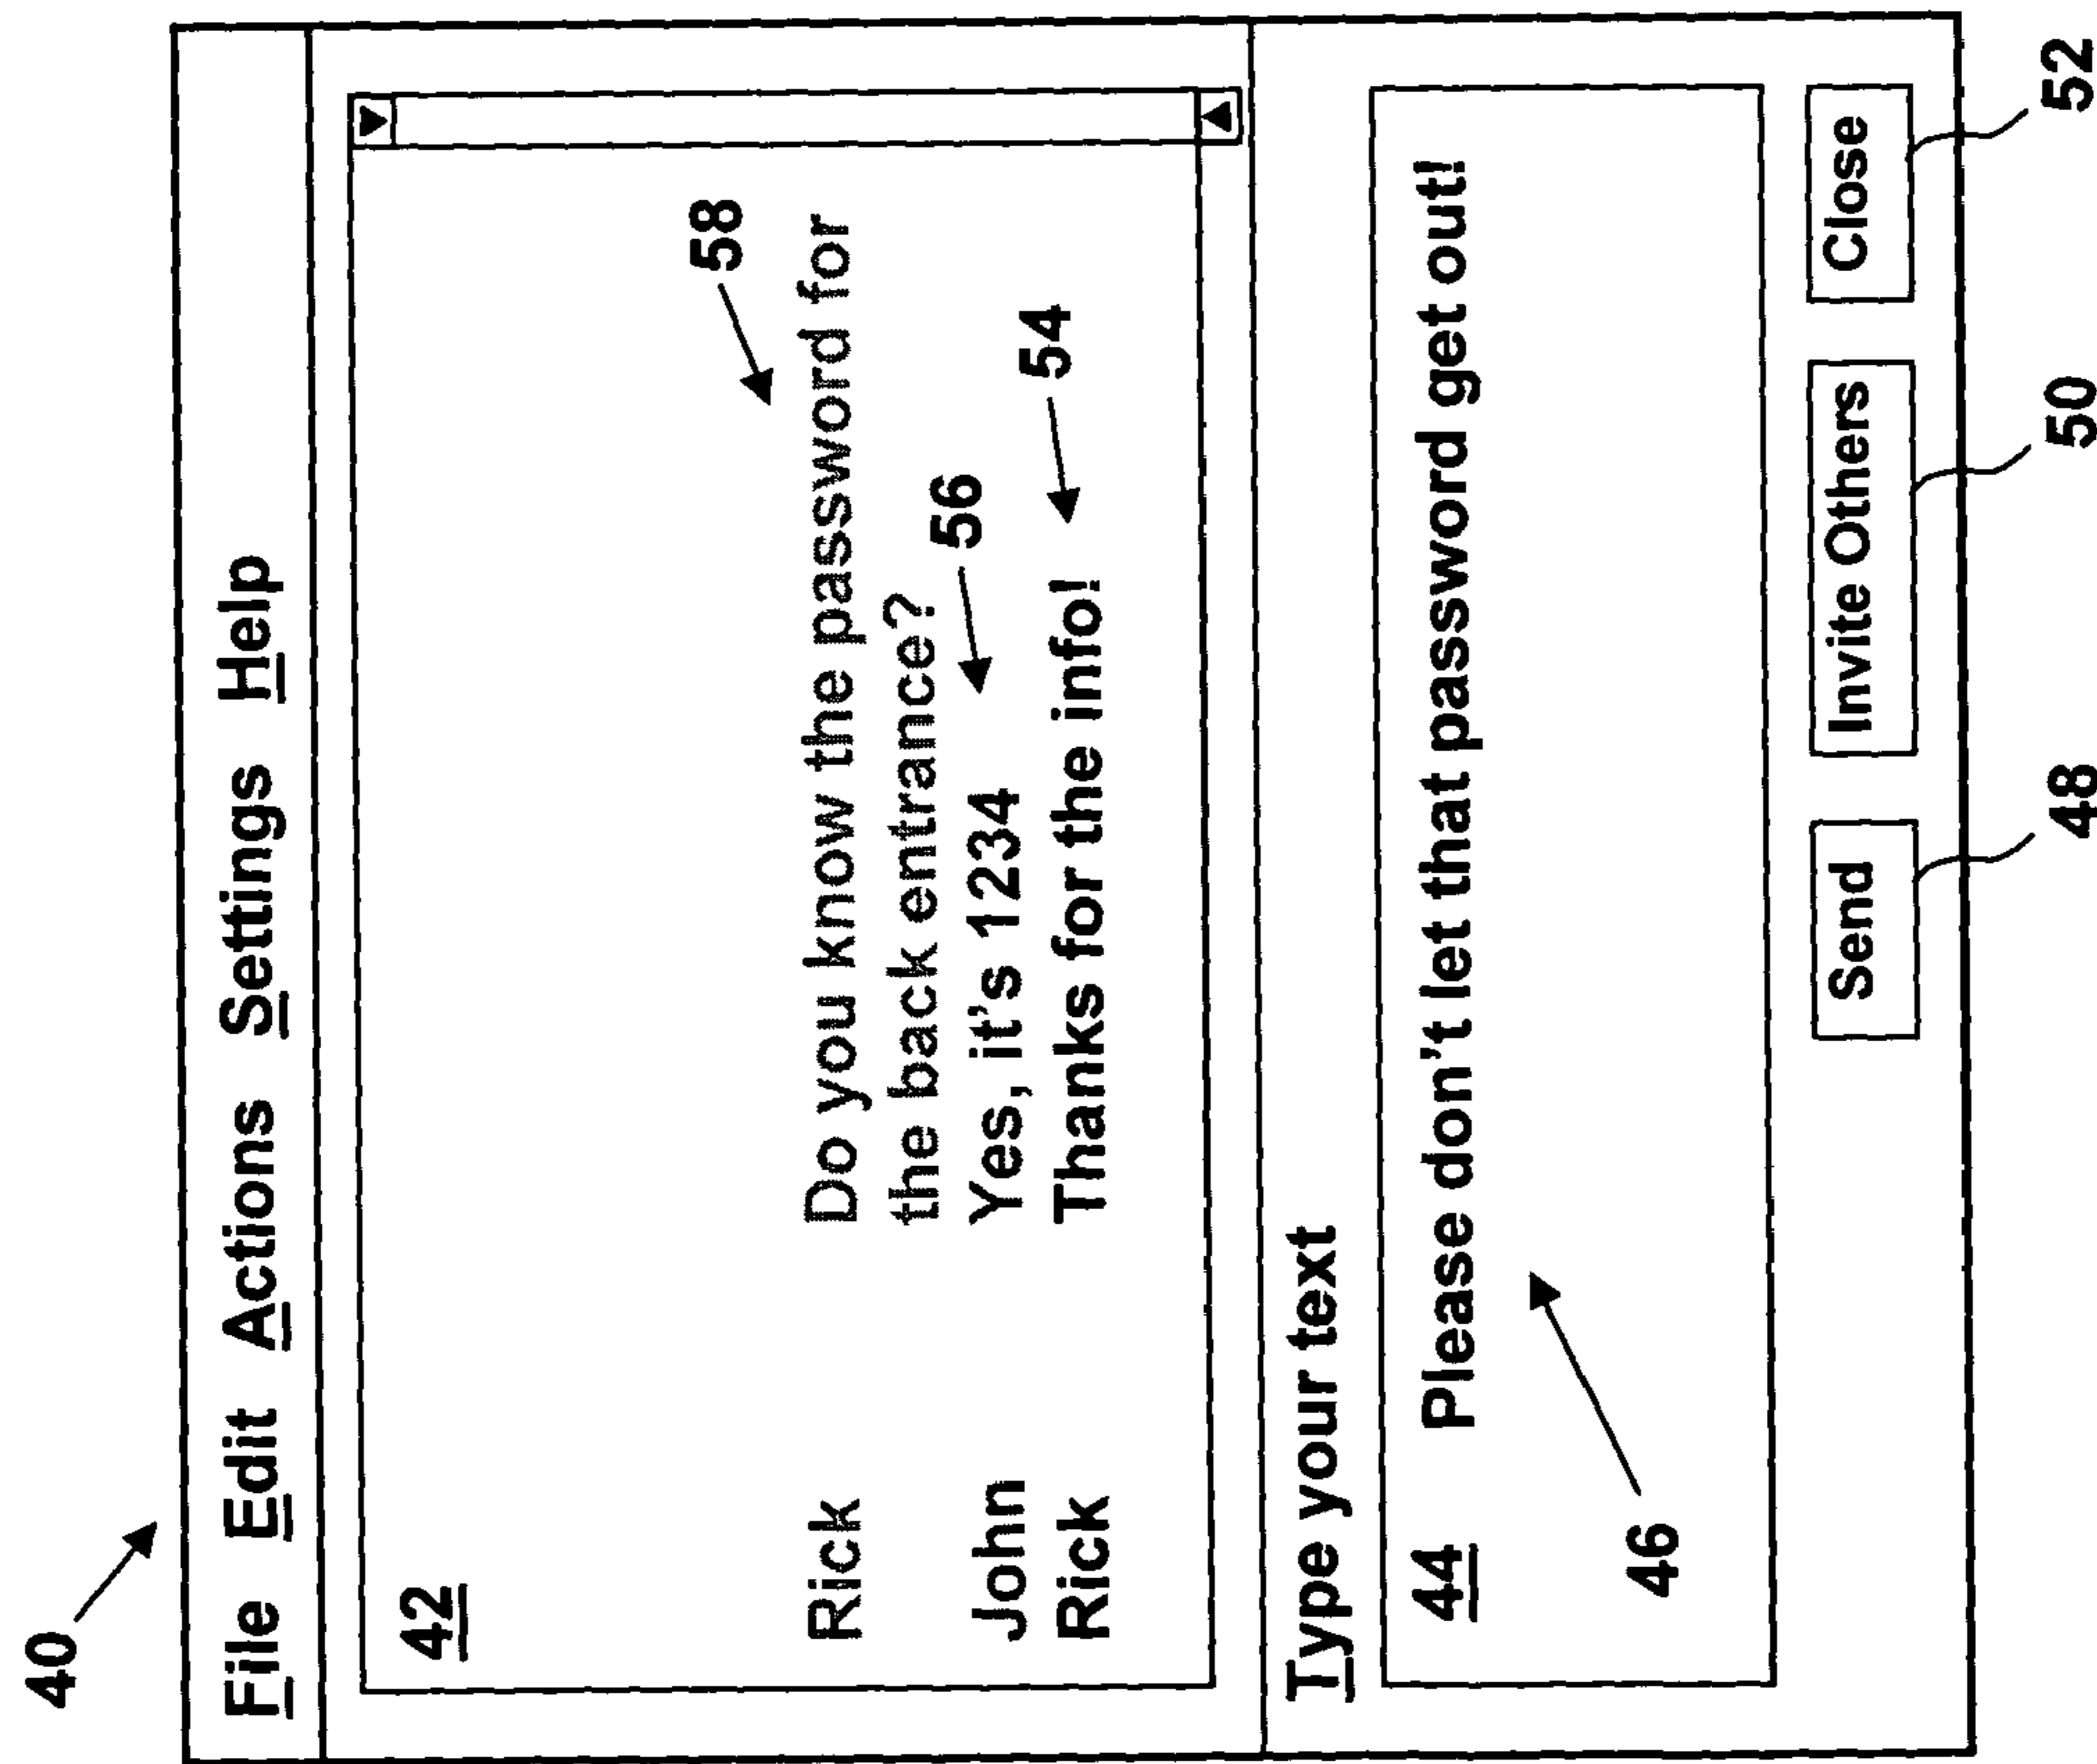 40
File Edit Actions Settings Help
42
58
Rick Do you know the password for
the back entrance?
56
John Yes, it's 1234
54
Rick Thanks for the info!
Type your text
44 Please don't let that password get out!
46
Send Invite Others Close
48 50 52